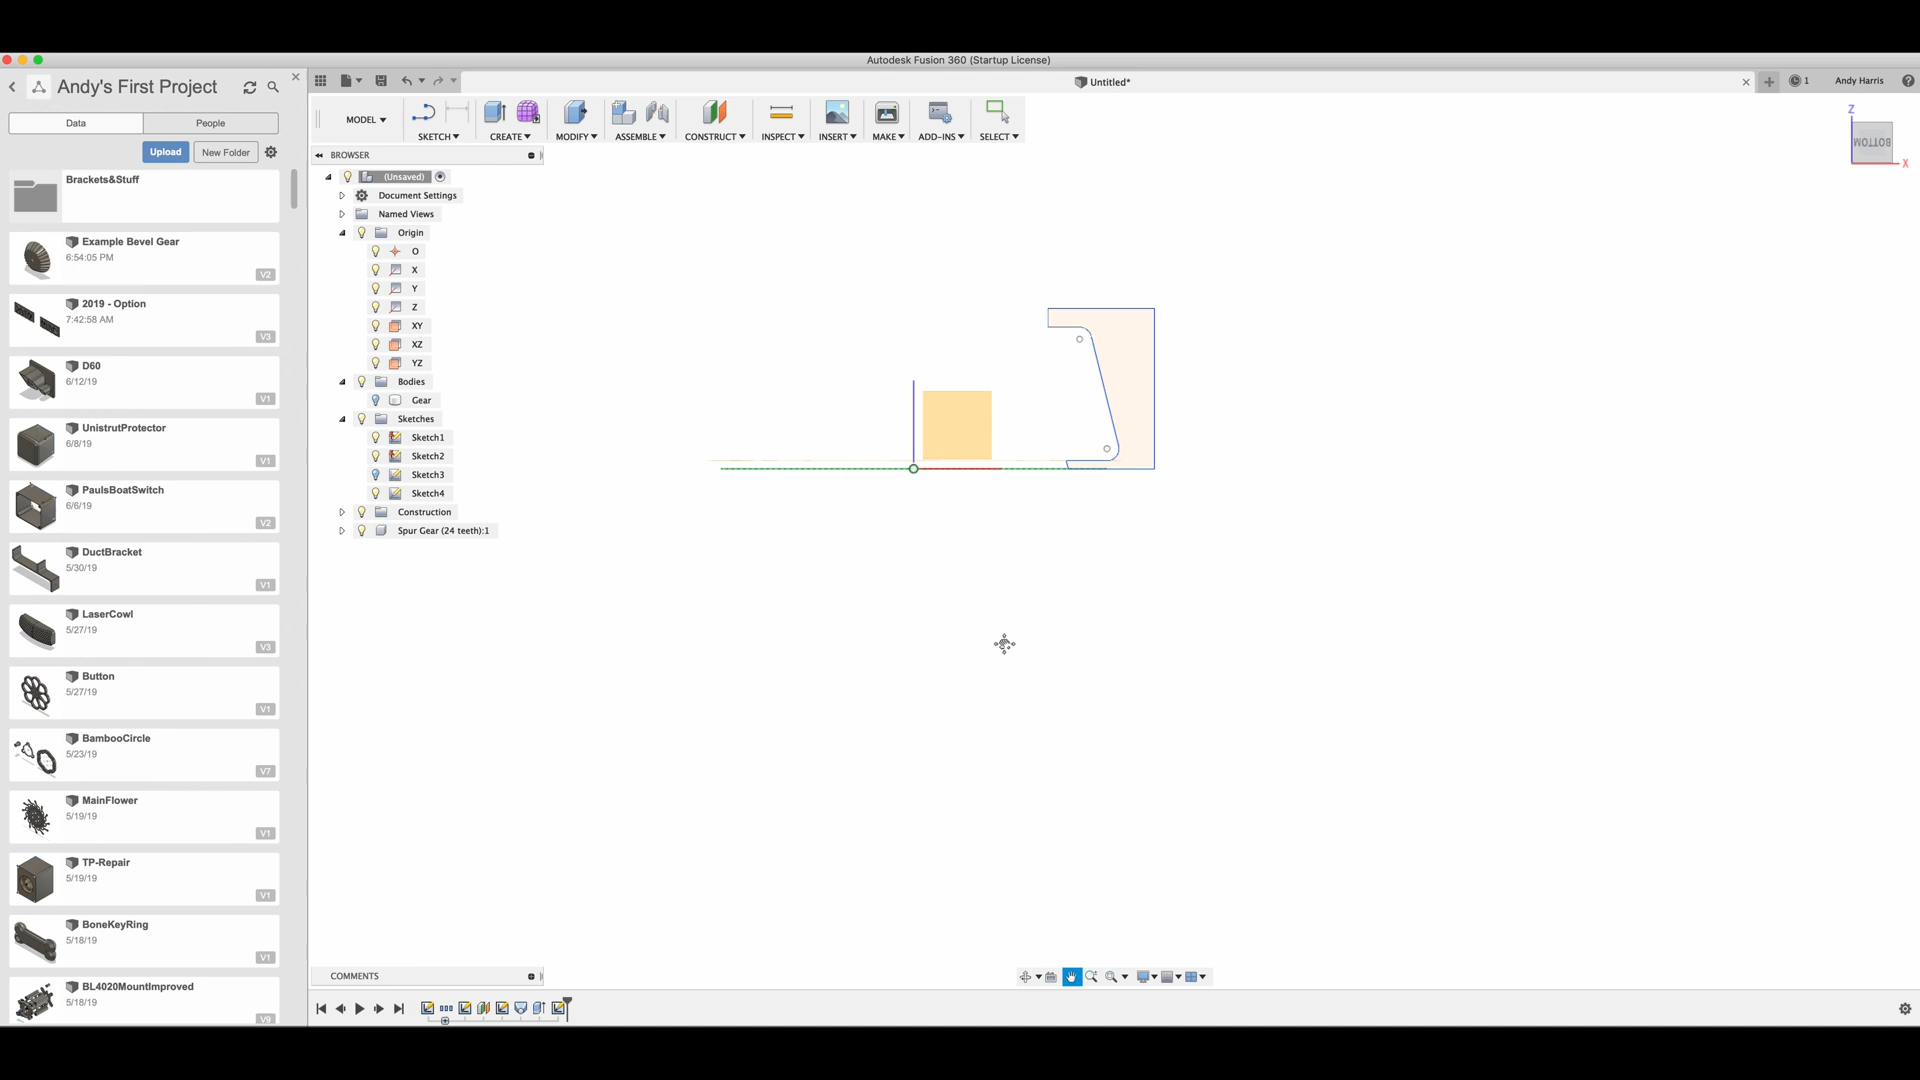 Autodesk Fusion 360 (Startup License)
Andy's First Project
Untitled*
1
Andy Harris
Data
People
Upload
New Folder
MODEL
SKETCH
CREATE
MODIFY
ASSEMBLE
CONSTRUCT
INSPECT
INSERT
MAKE
ADD-INS
SELECT
Z
BOTTOM
X
BROWSER
(Unsaved)
Document Settings
Named Views
Origin
O
X
Y
Z
XY
XZ
YZ
Bodies
Gear
Sketches
Sketch1
Sketch2
Sketch3
Sketch4
Construction
Spur Gear (24 teeth):1
Brackets&Stuff
Example Bevel Gear
6:54:05 PM
V2
2019 - Option
7:42:58 AM
V3
D60
6/12/19
V1
UnistrutProtector
6/8/19
V1
PaulsBoatSwitch
6/6/19
V2
DuctBracket
5/30/19
V1
LaserCowl
5/27/19
V3
Button
5/27/19
V1
BambooCircle
5/23/19
V7
MainFlower
5/19/19
V1
TP-Repair
5/19/19
V1
BoneKeyRing
5/18/19
V1
BL4020MountImproved
5/18/19
V9
COMMENTS